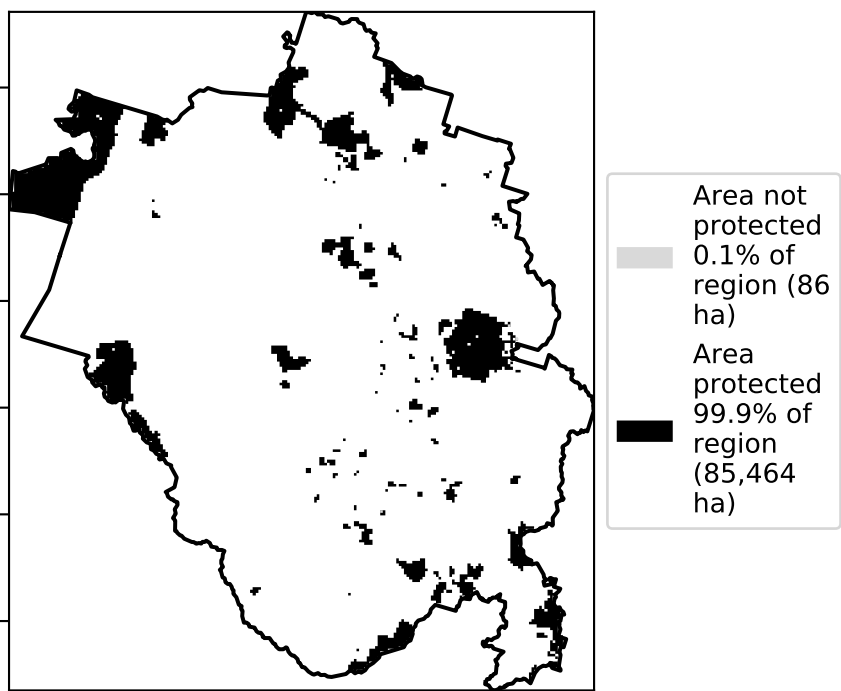 Area not
protected
0.1% of
region (86
ha)
Area
protected
99.9% of
region
(85,464
ha)